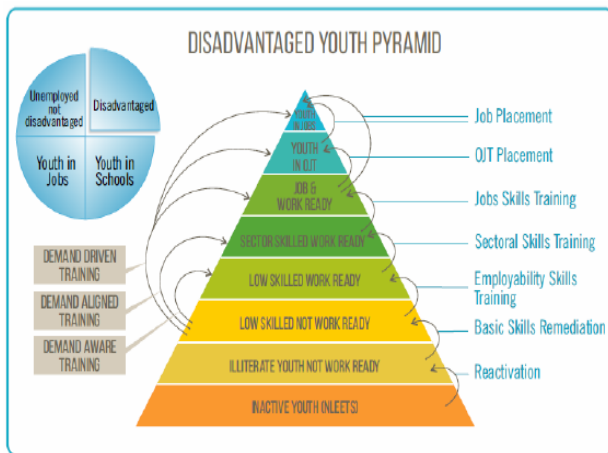 DISADVANTAGED YOUTH PYRAMID
Unemployed
not
disadvantaged
Disadvantaged
Youth in
Jobs
Youth in
Schools
YOUTH
IN JOBS
YOUTH
IN OJT
JOB &
WORK READY
SECTOR SKILLED WORK READY
LOW SKILLED WORK READY
LOW SKILLED NOT WORK READY
ILLITERATE YOUTH NOT WORK READY
INACTIVE YOUTH (NLEETS)
DEMAND DRIVEN
TRAINING
DEMAND ALIGNED
TRAINING
DEMAND AWARE
TRAINING
Job Placement
OJT Placement
Jobs Skills Training
Sectoral Skills Training
Employability Skills
Training
Basic Skills Remediation
Reactivation